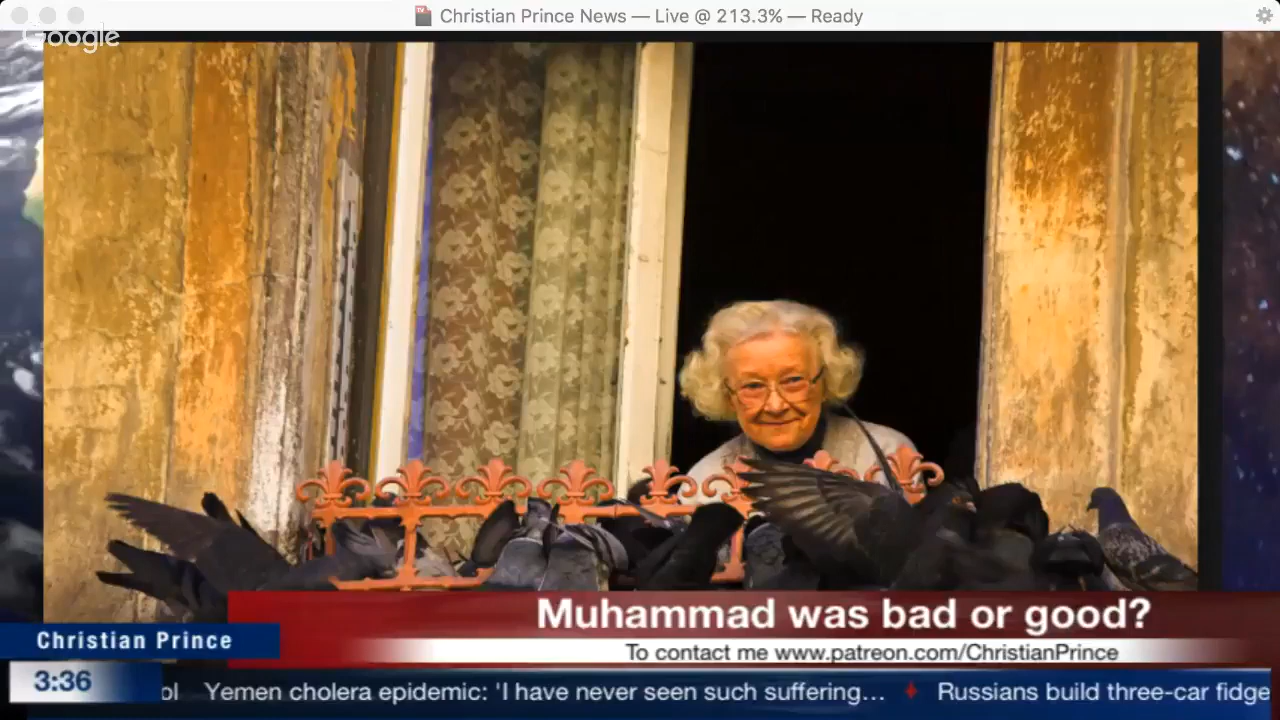 Christian Prince News — Live @ 213.3% — Ready
Google
Muhammad was bad or good?
Christian Prince
To contact me www.patreon.com/ChristianPrince
3:36
ol Yemen cholera epidemic: 'I have never seen such suffering... ♦ Russians build three-car fidge